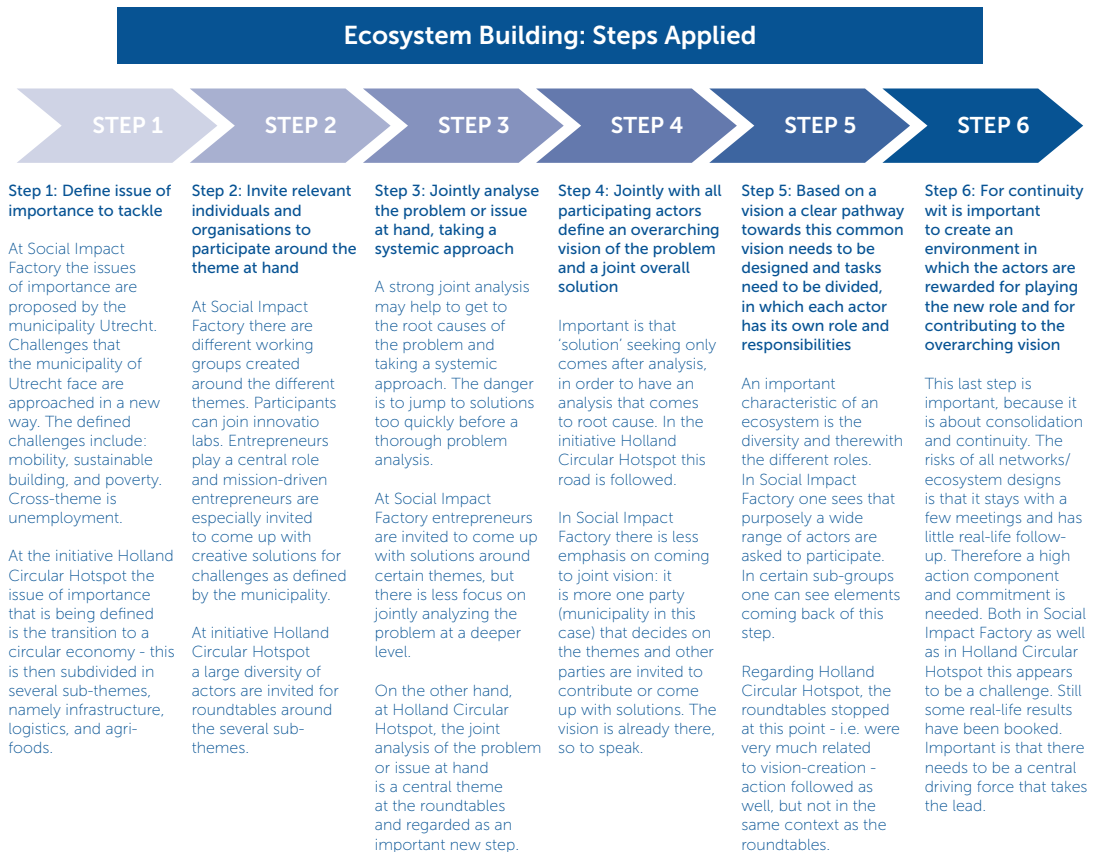 Ecosystem Building: Steps Applied
STEP 1
STEP 2
STEP 3
STEP 4
STEP 5
STEP 6
Step 1: Define issue of
importance to tackle
At Social Impact
Factory the issues
of importance are
proposed by the
municipality Utrecht.
Challenges that
the municipality of
Utrecht face are
approached in a new
way. The defined
challenges include:
mobility, sustainable
building, and poverty.
Cross-theme is
unemployment.
At the initiative Holland
Circular Hotspot the
issue of importance
that is being defined
is the transition to a
circular economy - this
is then subdivided in
several sub-themes,
namely infrastructure,
logistics, and agri-
foods.
Step 2: Invite relevant
individuals and
organisations to
participate around the
theme at hand
At Social Impact
Factory there are
different working
groups created
around the different
themes. Participants
can join innovatio
labs. Entrepreneurs
play a central role
and mission-driven
entrepreneurs are
especially invited
to come up with
creative solutions for
challenges as defined
by the municipality.
At initiative Holland
Circular Hotspot
a large diversity of
actors are invited for
roundtables around
the several sub-
themes.
Step 3: Jointly analyse
the problem or issue
at hand, taking a
systemic approach
A strong joint analysis
may help to get to
the root causes of
the problem and
taking a systemic
approach. The danger
is to jump to solutions
too quickly before a
thorough problem
analysis.
At Social Impact
Factory entrepreneurs
are invited to come up
with solutions around
certain themes, but
there is less focus on
jointly analyzing the
problem at a deeper
level.
On the other hand,
at Holland Circular
Hotspot, the joint
analysis of the problem
or issue at hand
is a central theme
at the roundtables
and regarded as an
important new step.
Step 4: Jointly with all
participating actors
define an overarching
vision of the problem
and a joint overall
solution
Important is that
‘solution’ seeking only
comes after analysis,
in order to have an
analysis that comes
to root cause. In the
initiative Holland
Circular Hotspot this
road is followed.
In Social Impact
Factory there is less
emphasis on coming
to joint vision: it
is more one party
(municipality in this
case) that decides on
the themes and other
parties are invited to
contribute or come
up with solutions. The
vision is already there,
so to speak.
Step 5: Based on a
vision a clear pathway
towards this common
vision needs to be
designed and tasks
need to be divided,
in which each actor
has its own role and
responsibilities
An important
characteristic of an
ecosystem is the
diversity and therewith
the different roles.
In Social Impact
Factory one sees that
purposely a wide
range of actors are
asked to participate.
In certain sub-groups
one can see elements
coming back of this
step.
Regarding Holland
Circular Hotspot, the
roundtables stopped
at this point - i.e. were
very much related
to vision-creation -
action followed as
well, but not in the
same context as the
roundtables.
Step 6: For continuity
wit is important
to create an
environment in
which the actors are
rewarded for playing
the new role and for
contributing to the
overarching vision
This last step is
important, because it
is about consolidation
and continuity. The
risks of all networks/
ecosystem designs
is that it stays with a
few meetings and has
little real-life follow-
up. Therefore a high
action component
and commitment is
needed. Both in Social
Impact Factory as well
as in Holland Circular
Hotspot this appears
to be a challenge. Still
some real-life results
have been booked.
Important is that there
needs to be a central
driving force that takes
the lead.